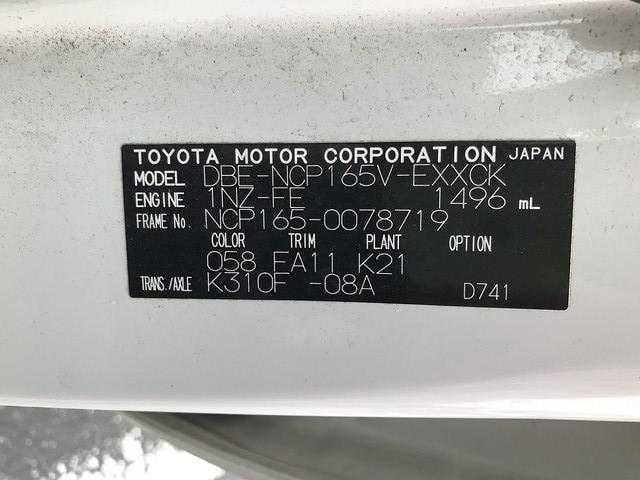 TOYOTA MOTOR CORPORATION JAPAN
MODEL DBE-NCP165V-EXXCK
ENGINE 1NZ-FE 1496 mL
FRAME No. NCP165-0078719
COLOR TRIM PLANT OPTION
058 EA11 K21
TRANS./AXLE K310F -08A D741